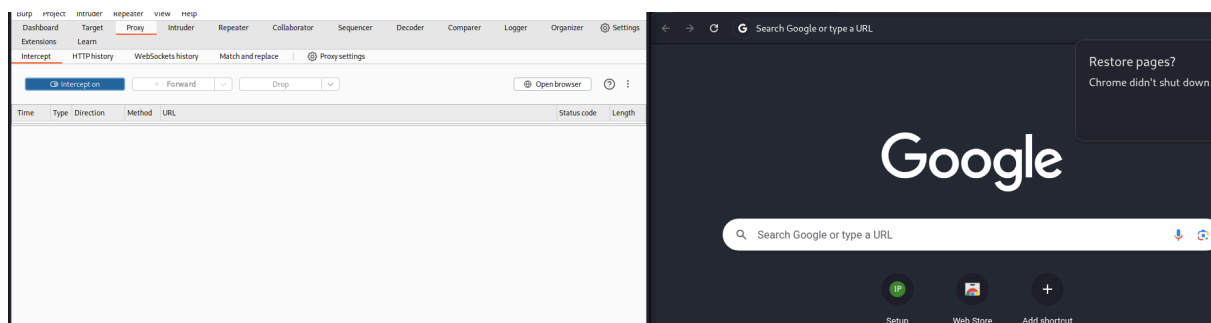 Burp Project Intruder Repeater View Help
Dashboard Target Proxy Intruder Repeater Collaborator Sequencer Decoder Comparer Logger Organizer Settings
Extensions Learn
Intercept HTTP history WebSockets history Match and replace Proxy settings
Intercept on Forward Drop Open browser
Time Type Direction Method URL Status code Length
G Search Google or type a URL
Restore pages?
Chrome didn't shut down
Google
Search Google or type a URL
IP
Setup Web Store Add shortcut